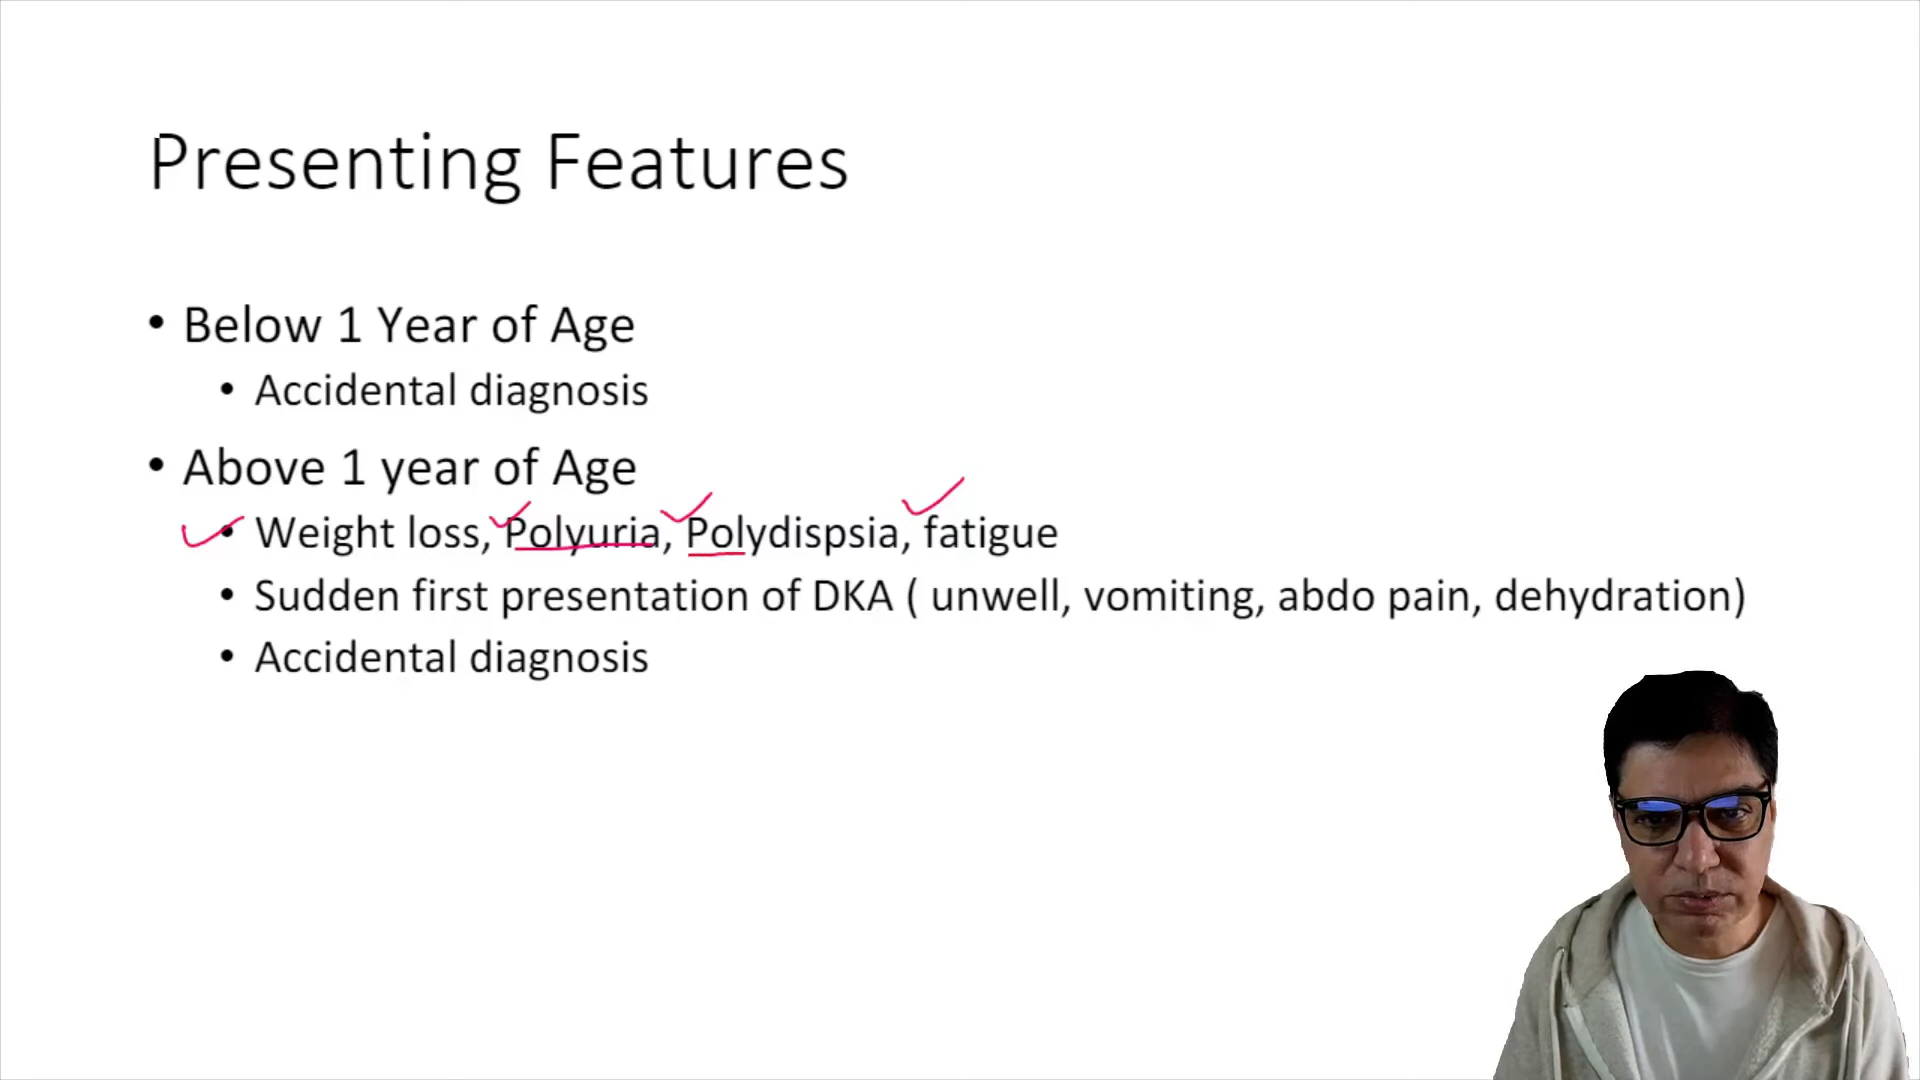 Presenting Features
• Below 1 Year of Age
• Accidental diagnosis
• Above 1 year of Age
• Weight loss, Polyuria, Polydispsia, fatigue
• Sudden first presentation of DKA ( unwell, vomiting, abdo pain, dehydration)
• Accidental diagnosis